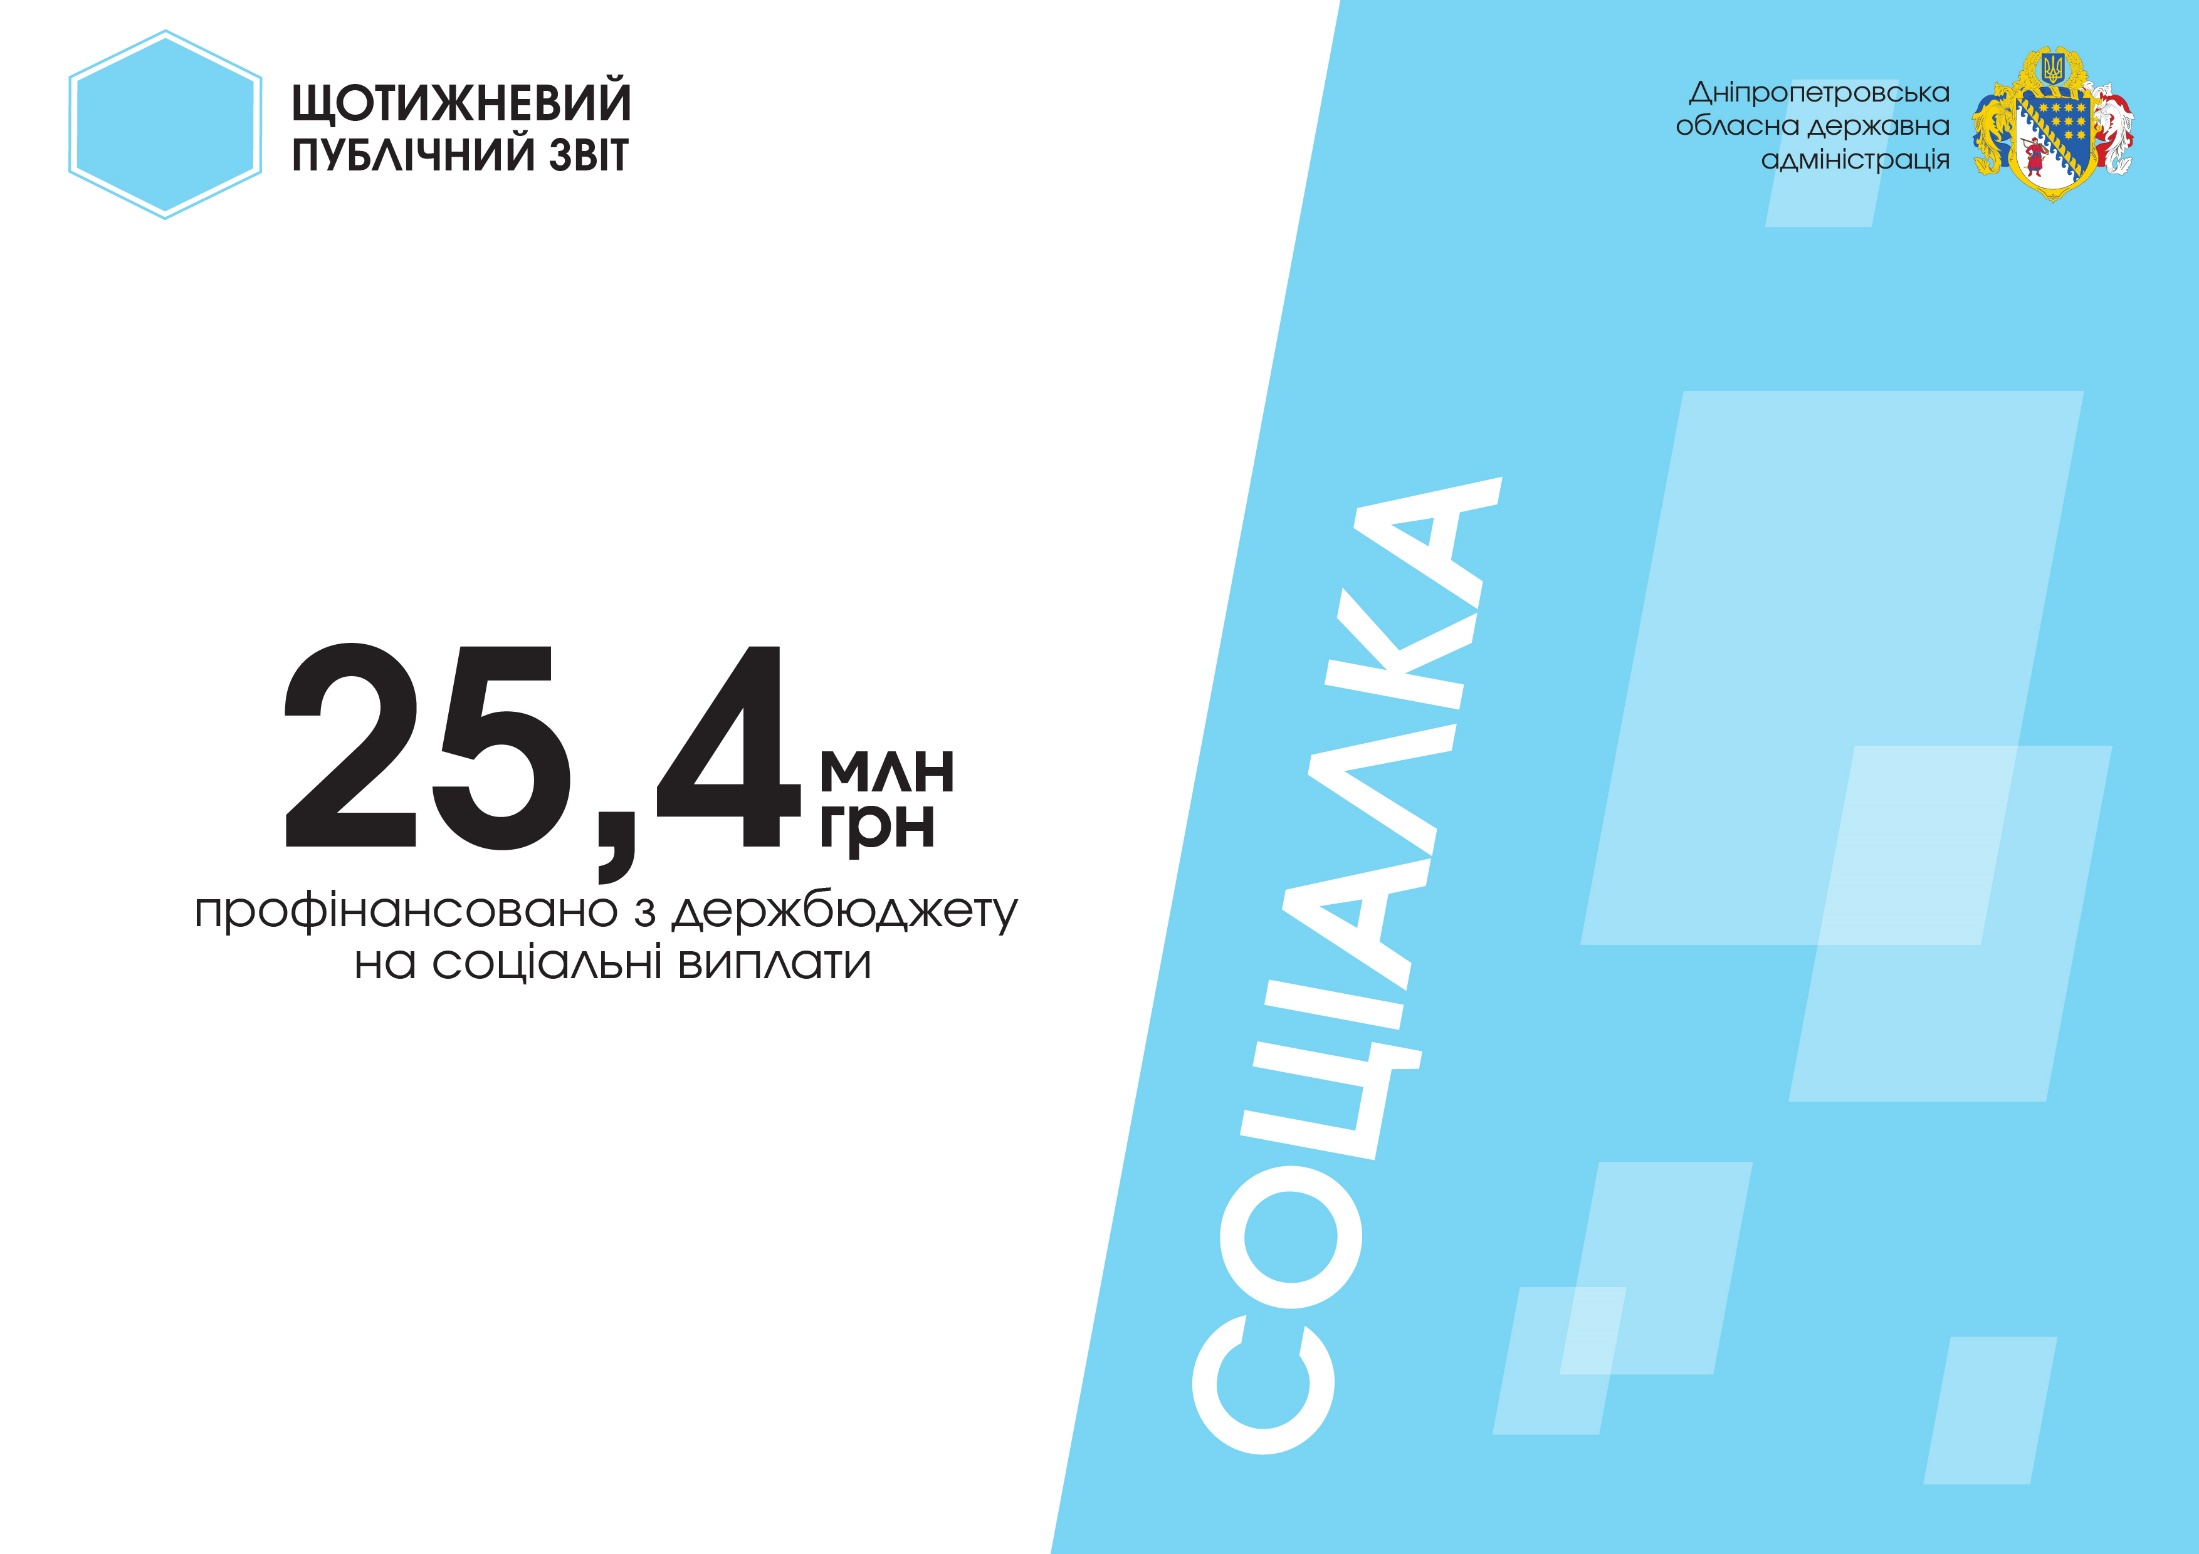 ЩОТИЖНЕВИЙ
ПУБЛІЧНИЙ ЗВІТ
Дніпропетровська
обласна державна
адміністрація
25,4 млн
грн
профінансовано з держбюджету
на соціальні виплати
СОЦІАЛКА